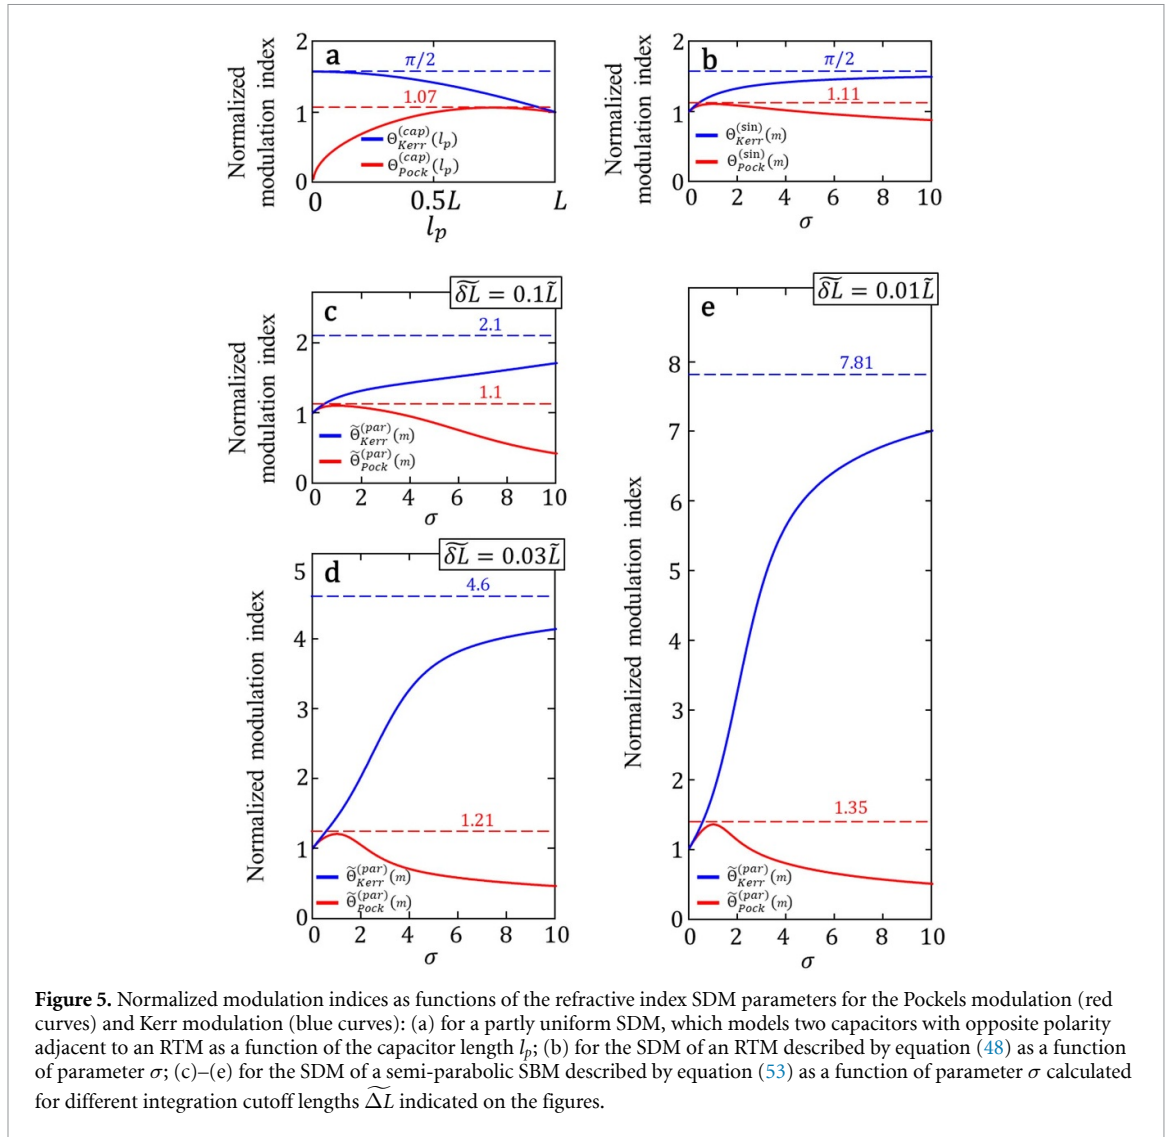 2
1
0
Normalized
modulation index
a
π/2
1.07
Θ_Kerr^(cap)(l_p)
Θ_Pock^(cap)(l_p)
0 0.5L L
l_p
2
1
0
Normalized
modulation index
b
π/2
1.11
Θ_Kerr^(sin)(m)
Θ_Pock^(sin)(m)
0 2 4 6 8 10
σ
δL̃ = 0.1L̃
2
1
0
Normalized
modulation index
c
2.1
1.1
Θ̃_Kerr^(par)(m)
Θ̃_Pock^(par)(m)
0 2 4 6 8 10
σ
δL̃ = 0.03L̃
5
4
3
2
1
0
Normalized modulation index
d
4.6
1.21
Θ̃_Kerr^(par)(m)
Θ̃_Pock^(par)(m)
0 2 4 6 8 10
σ
δL̃ = 0.01L̃
8
7
6
5
4
3
2
1
0
Normalized modulation index
e
7.81
1.35
Θ̃_Kerr^(par)(m)
Θ̃_Pock^(par)(m)
0 2 4 6 8 10
σ
Figure 5. Normalized modulation indices as functions of the refractive index SDM parameters for the Pockels modulation (red
curves) and Kerr modulation (blue curves): (a) for a partly uniform SDM, which models two capacitors with opposite polarity
adjacent to an RTM as a function of the capacitor length l_p; (b) for the SDM of an RTM described by equation (48) as a function
of parameter σ; (c)–(e) for the SDM of a semi-parabolic SBM described by equation (53) as a function of parameter σ calculated
for different integration cutoff lengths ΔL̃ indicated on the figures.